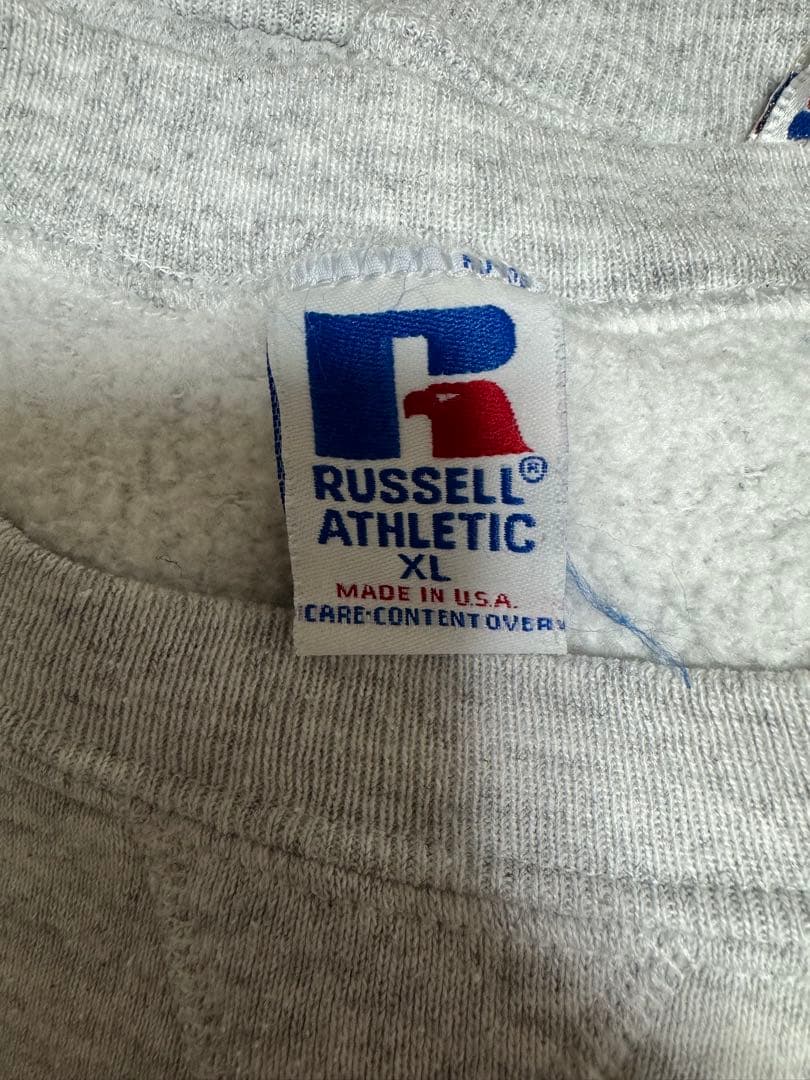 RUSSELL®
ATHLETIC
XL
MADE IN U.S.A.
CARE·CONTENT OVER